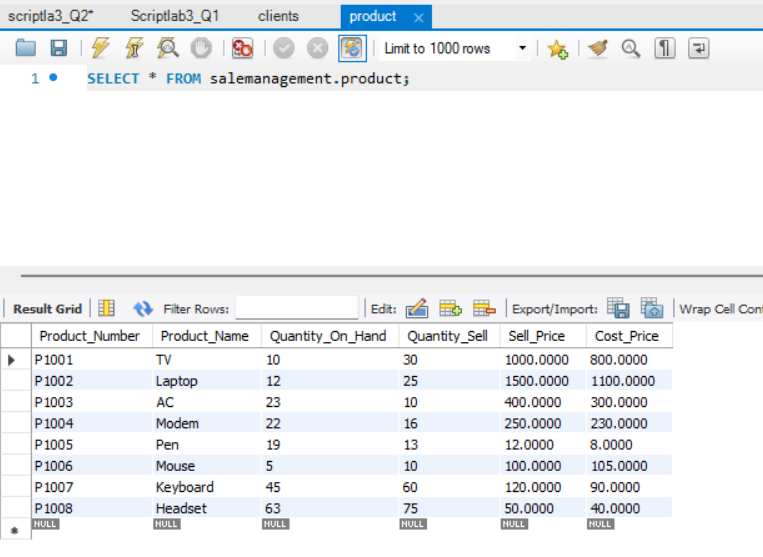 scriptla3_Q2* Scriptlab3_Q1 clients product
Limit to 1000 rows
1 SELECT * FROM salemanagement.product;
Result Grid Filter Rows: Edit: Export/Import: Wrap Cell Con
Product_Number Product_Name Quantity_On_Hand Quantity_Sell Sell_Price Cost_Price
P1001 TV 10 30 1000.0000 800.0000
P1002 Laptop 12 25 1500.0000 1100.0000
P1003 AC 23 10 400.0000 300.0000
P1004 Modem 22 16 250.0000 230.0000
P1005 Pen 19 13 12.0000 8.0000
P1006 Mouse 5 10 100.0000 105.0000
P1007 Keyboard 45 60 120.0000 90.0000
P1008 Headset 63 75 50.0000 40.0000
NULL NULL NULL NULL NULL NULL